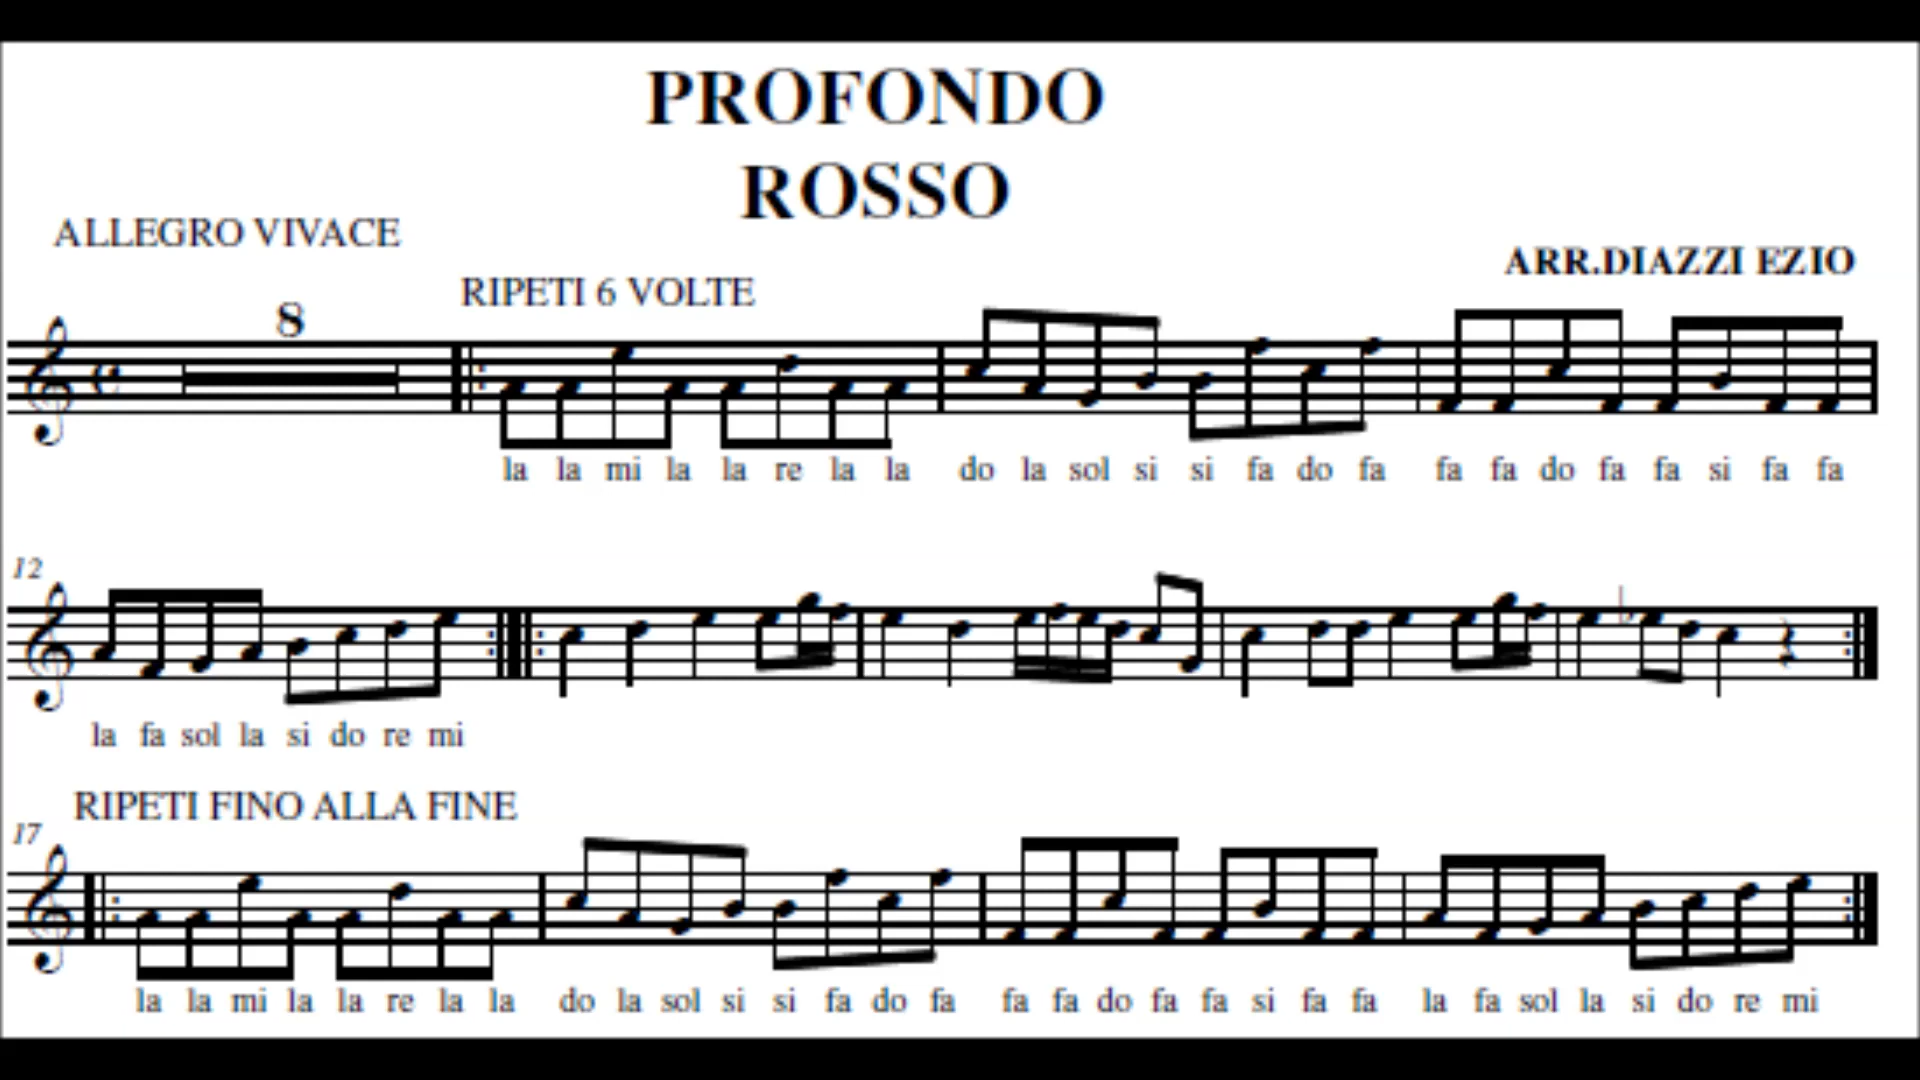 PROFONDO
ROSSO
ALLEGRO VIVACE
ARR.DIAZZI EZIO
RIPETI 6 VOLTE
8
la la mi la la re la la do la sol si si fa do fa fa fa do fa fa si fa fa
12
la fa sol la si do re mi
RIPETI FINO ALLA FINE
17
la la mi la la re la la do la sol si si fa do fa fa fa do fa fa si fa fa la fa sol la si do re mi